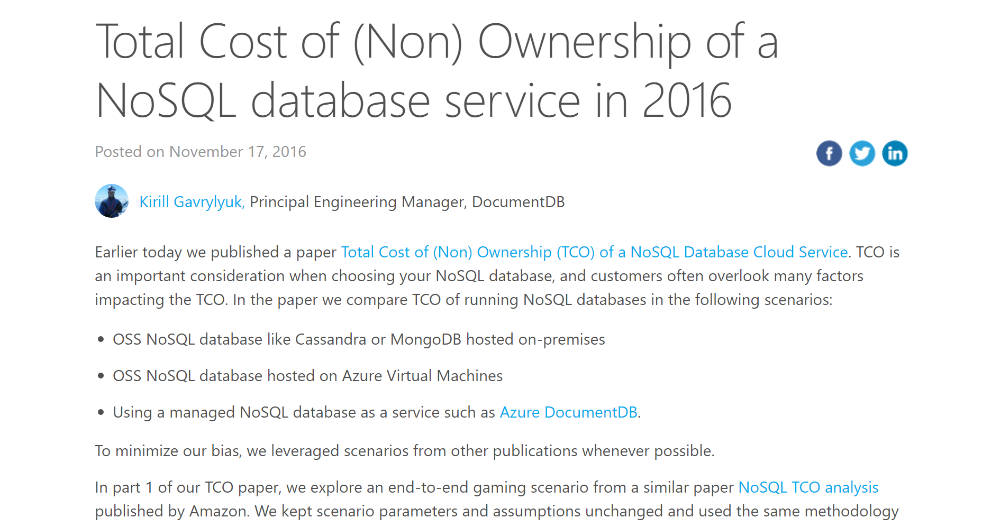 Total Cost of (Non) Ownership of a
NoSQL database service in 2016
Posted on November 17, 2016
f
in
Kirill Gavrylyuk, Principal Engineering Manager, DocumentDB
Earlier today we published a paper Total Cost of (Non) Ownership (TCO) of a NoSQL Database Cloud Service. TCO is
an important consideration when choosing your NoSQL database, and customers often overlook many factors
impacting the TCO. In the paper we compare TCO of running NoSQL databases in the following scenarios:
• OSS NoSQL database like Cassandra or MongoDB hosted on-premises
• OSS NoSQL database hosted on Azure Virtual Machines
• Using a managed NoSQL database as a service such as Azure DocumentDB.
To minimize our bias, we leveraged scenarios from other publications whenever possible.
In part 1 of our TCO paper, we explore an end-to-end gaming scenario from a similar paper NoSQL TCO analysis
published by Amazon. We kept scenario parameters and assumptions unchanged and used the same methodology